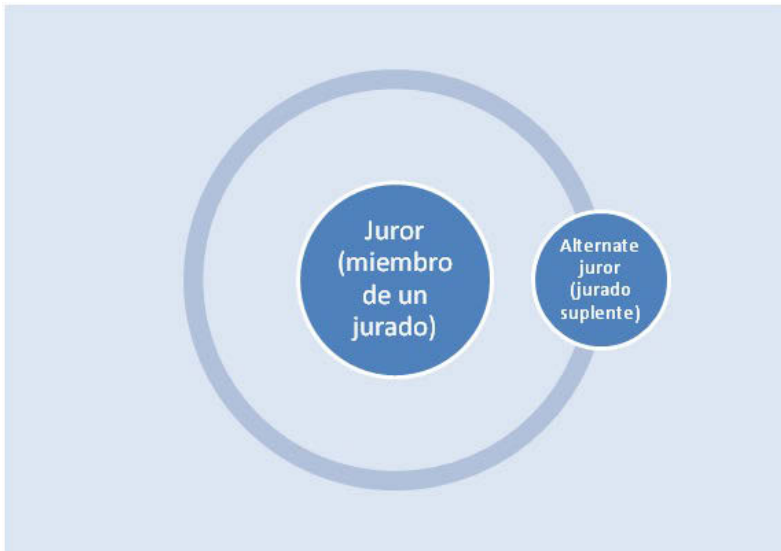 Juror
(miembro
de un
jurado)
Alternate
juror
(jurado
suplente)